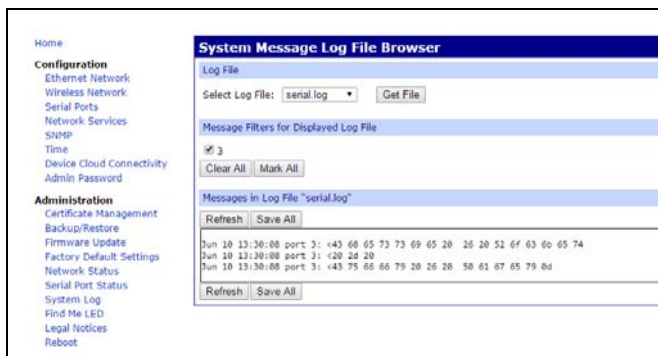 Home
Configuration
Ethernet Network
Wireless Network
Serial Ports
Network Services
SNMP
Time
Device Cloud Connectivity
Admin Password
Administration
Certificate Management
Backup/Restore
Firmware Update
Factory Default Settings
Network Status
Serial Port Status
System Log
Find Me LED
Legal Notices
Reboot
System Message Log File Browser
Log File
Select Log File: serial.log Get File
Message Filters for Displayed Log File
3
Clear All Mark All
Messages in Log File "serial.log"
Refresh Save All
Jun 10 13:30:08 port 3: <43 68 65 73 73 69 65 20 26 20 52 6f 63 6b 65 74
Jun 10 13:30:08 port 3: <20 2d 20
Jun 10 13:30:08 port 3: <43 75 66 66 79 20 26 20 50 61 67 65 79 0d
Refresh Save All